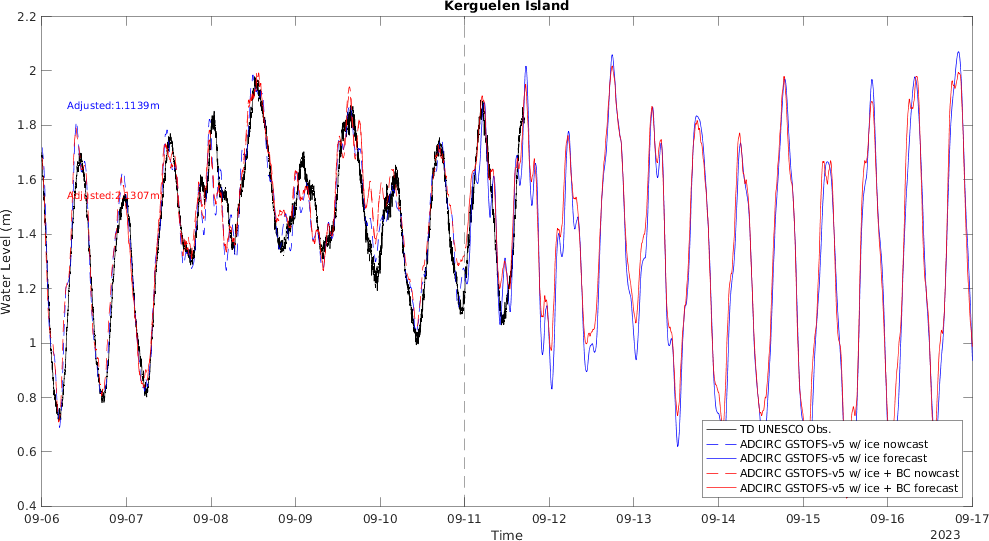 Kerguelen Island
2.2
2
1.8
1.6
1.4
1.2
1
0.8
0.6
0.4
Water Level (m)
Adjusted:1.1139m
Adjusted:2.1307m
TD UNESCO Obs.
ADCIRC GSTOFS-v5 w/ ice nowcast
ADCIRC GSTOFS-v5 w/ ice forecast
ADCIRC GSTOFS-v5 w/ ice + BC nowcast
ADCIRC GSTOFS-v5 w/ ice + BC forecast
09-06 09-07 09-08 09-09 09-10 09-11 09-12 09-13 09-14 09-15 09-16 09-17
Time
2023